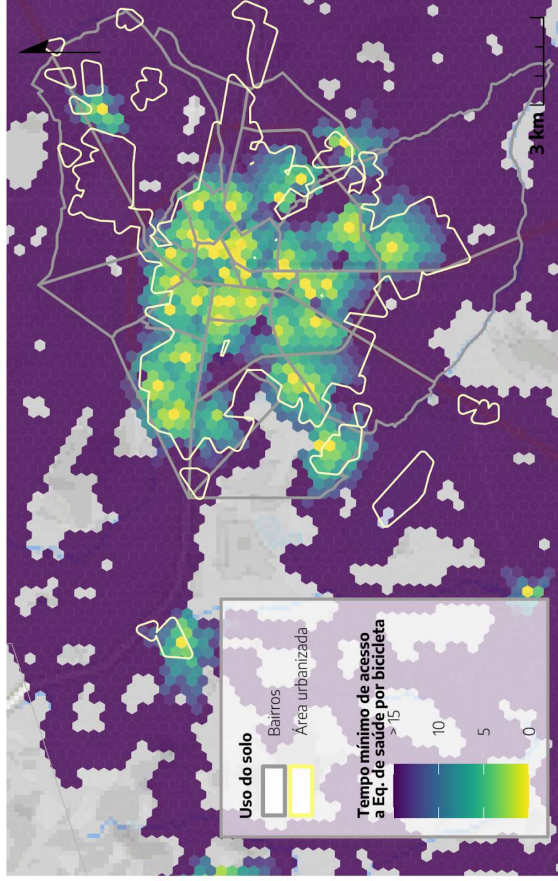 Uso do solo
Bairros
Área urbanizada
Tempo mínimo de acesso
a Eq. de saúde por bicicleta
> 15
10
5
0
3 km